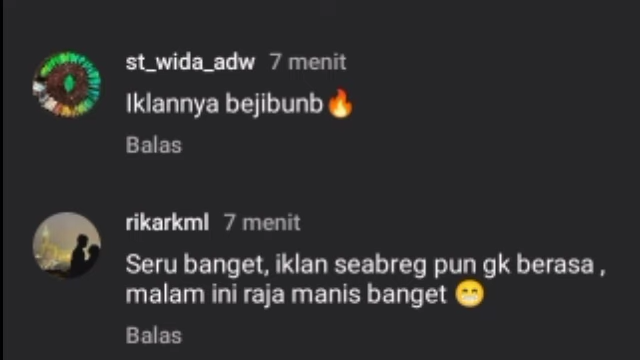 st_wida_adw 7 menit
Iklannya bejibunb🔥
Balas
rikarkml 7 menit
Seru banget, iklan seabreg pun gk berasa ,
malam ini raja manis banget 😁
Balas